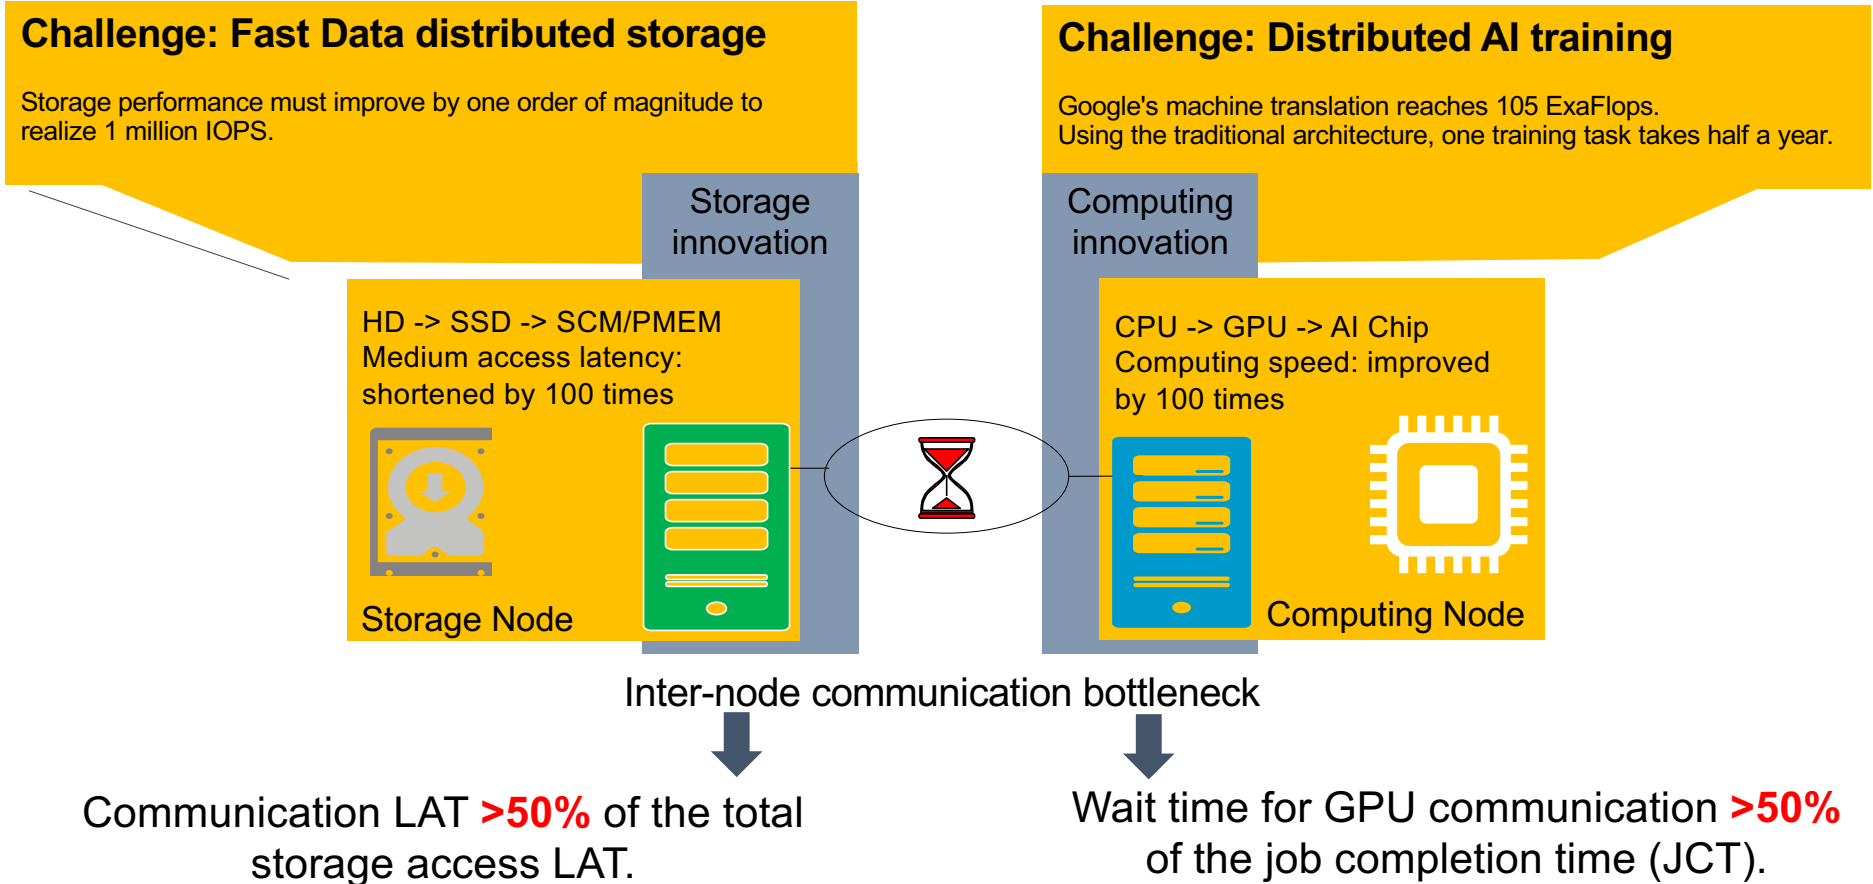 Challenge: Fast Data distributed storage
Storage performance must improve by one order of magnitude to
realize 1 million IOPS.
Challenge: Distributed AI training
Google's machine translation reaches 105 ExaFlops.
Using the traditional architecture, one training task takes half a year.
Storage
innovation
Computing
innovation
HD -> SSD -> SCM/PMEM
Medium access latency:
shortened by 100 times
Storage Node
CPU -> GPU -> AI Chip
Computing speed: improved
by 100 times
Computing Node
Inter-node communication bottleneck
Communication LAT >50% of the total
storage access LAT.
Wait time for GPU communication >50%
of the job completion time (JCT).